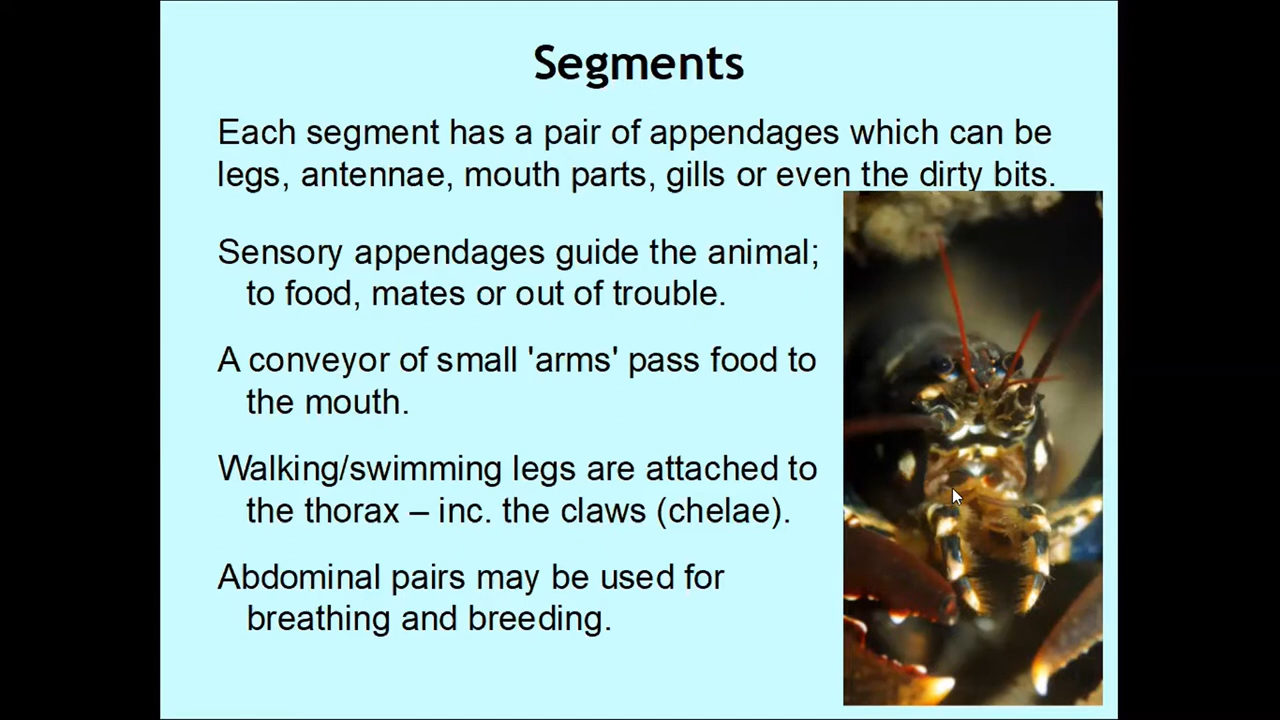 Segments
Each segment has a pair of appendages which can be
legs, antennae, mouth parts, gills or even the dirty bits.
Sensory appendages guide the animal;
to food, mates or out of trouble.
A conveyor of small 'arms' pass food to
the mouth.
Walking/swimming legs are attached to
the thorax – inc. the claws (chelae).
Abdominal pairs may be used for
breathing and breeding.